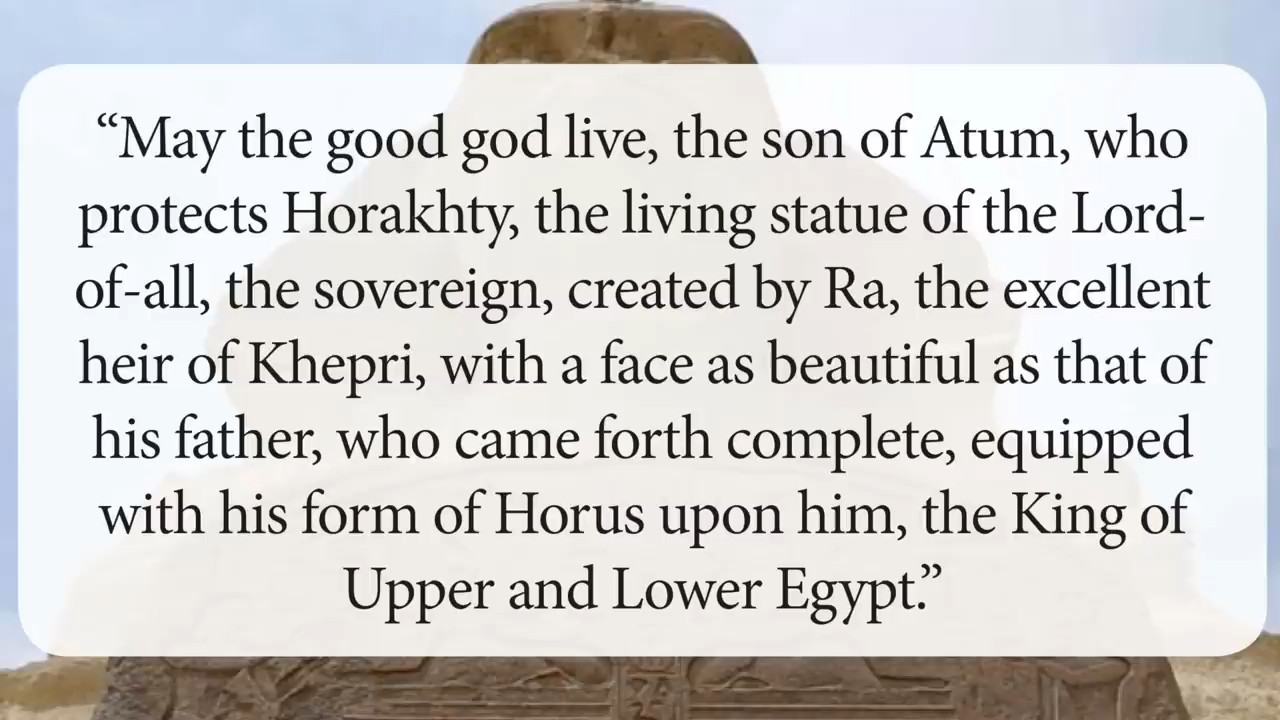 “May the good god live, the son of Atum, who
protects Horakhty, the living statue of the Lord-
of-all, the sovereign, created by Ra, the excellent
heir of Khepri, with a face as beautiful as that of
his father, who came forth complete, equipped
with his form of Horus upon him, the King of
Upper and Lower Egypt.”